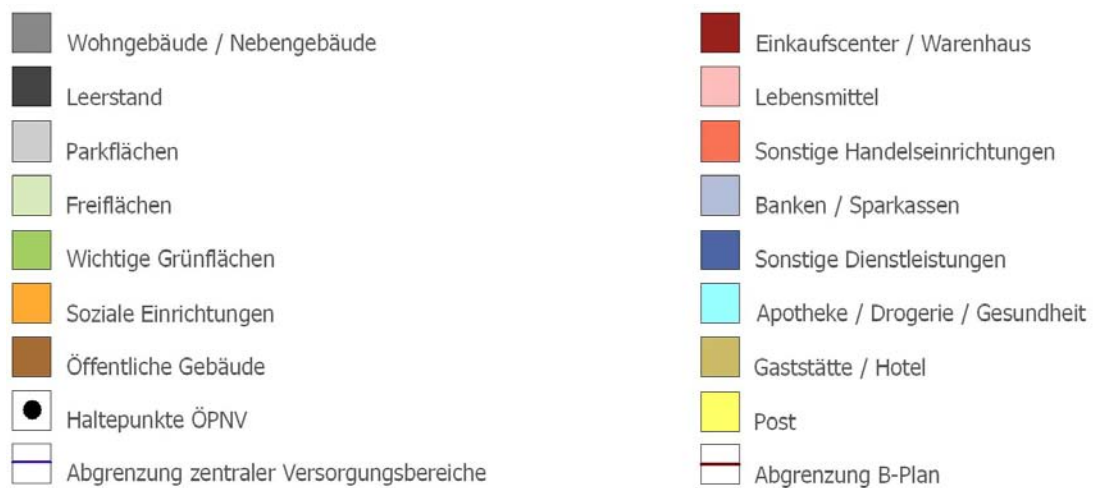 Wohngebäude / Nebengebäude
Leerstand
Parkflächen
Freiflächen
Wichtige Grünflächen
Soziale Einrichtungen
Öffentliche Gebäude
Haltepunkte ÖPNV
Abgrenzung zentraler Versorgungsbereiche
Einkaufscenter / Warenhaus
Lebensmittel
Sonstige Handelseinrichtungen
Banken / Sparkassen
Sonstige Dienstleistungen
Apotheke / Drogerie / Gesundheit
Gaststätte / Hotel
Post
Abgrenzung B-Plan